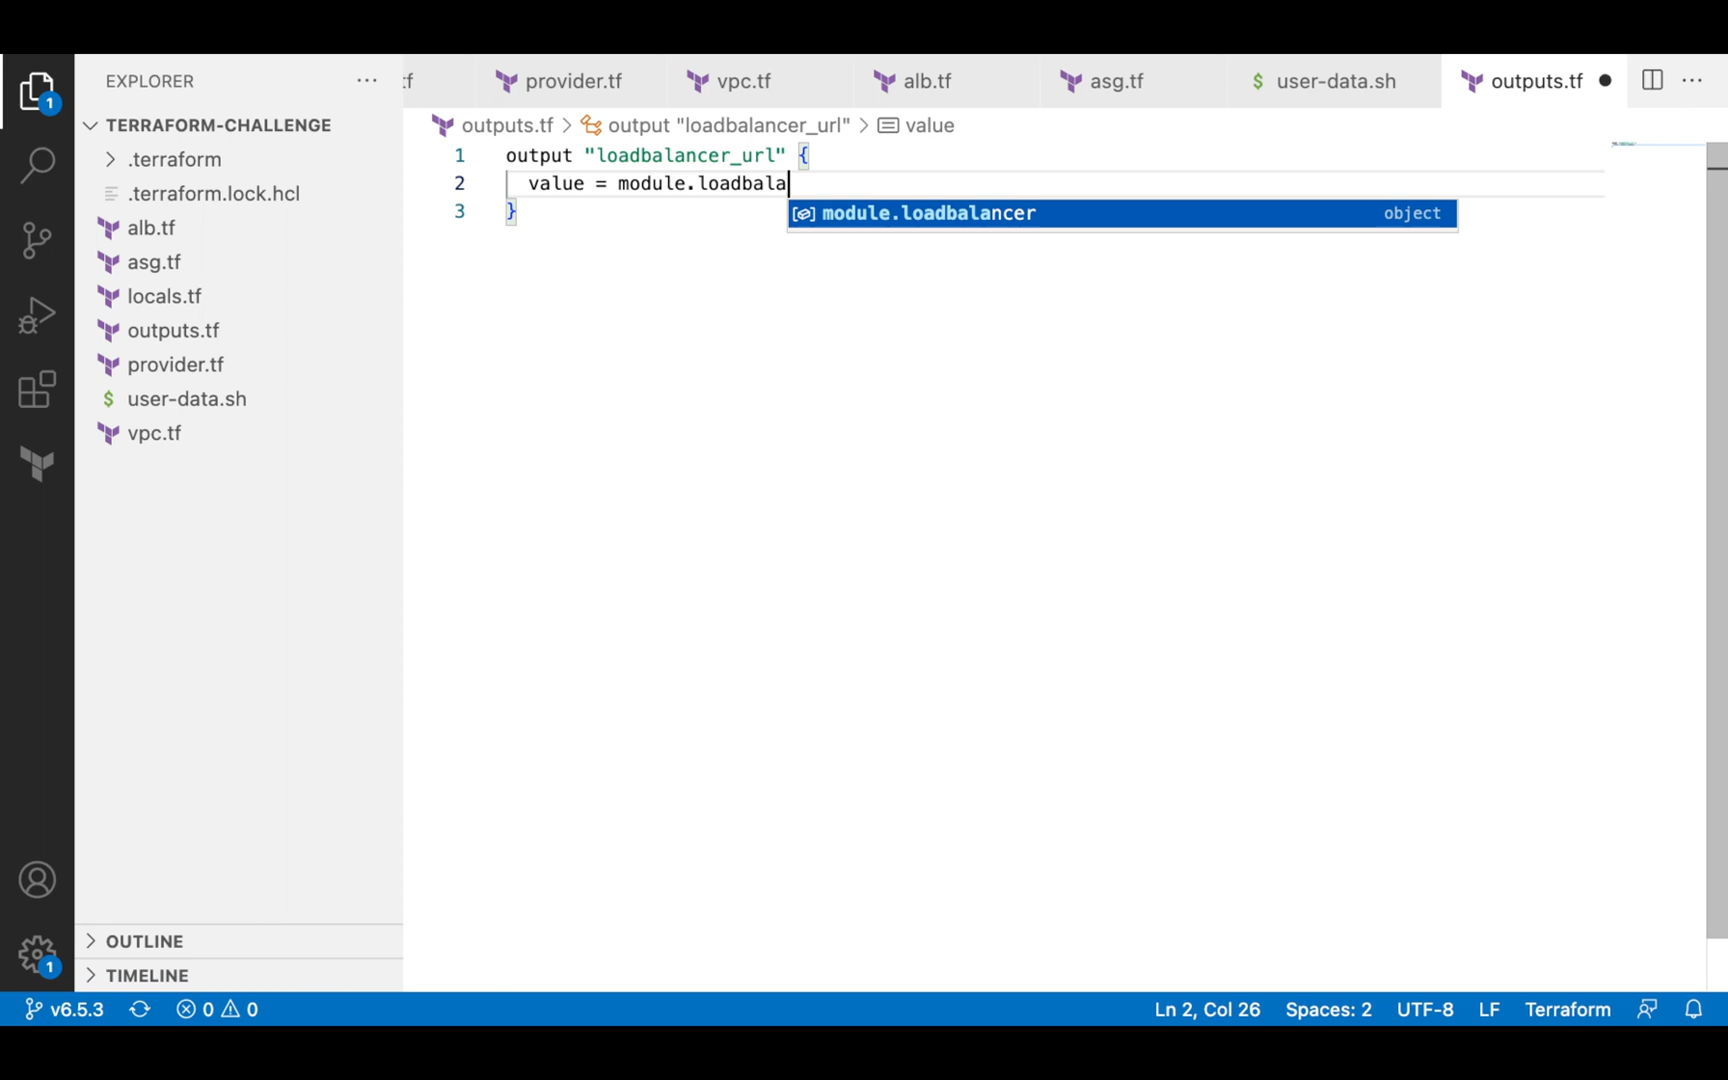 EXPLORER
tf
provider.tf
vpc.tf
alb.tf
asg.tf
$ user-data.sh
outputs.tf
1
TERRAFORM-CHALLENGE
outputs.tf > output "loadbalancer_url" > value
.terraform
.terraform.lock.hcl
alb.tf
asg.tf
locals.tf
outputs.tf
provider.tf
$ user-data.sh
vpc.tf
1 output "loadbalancer_url" {
2 value = module.loadbala
3 }
module.loadbalancer object
OUTLINE
TIMELINE
1
v6.5.3 0 0 Ln 2, Col 26 Spaces: 2 UTF-8 LF Terraform